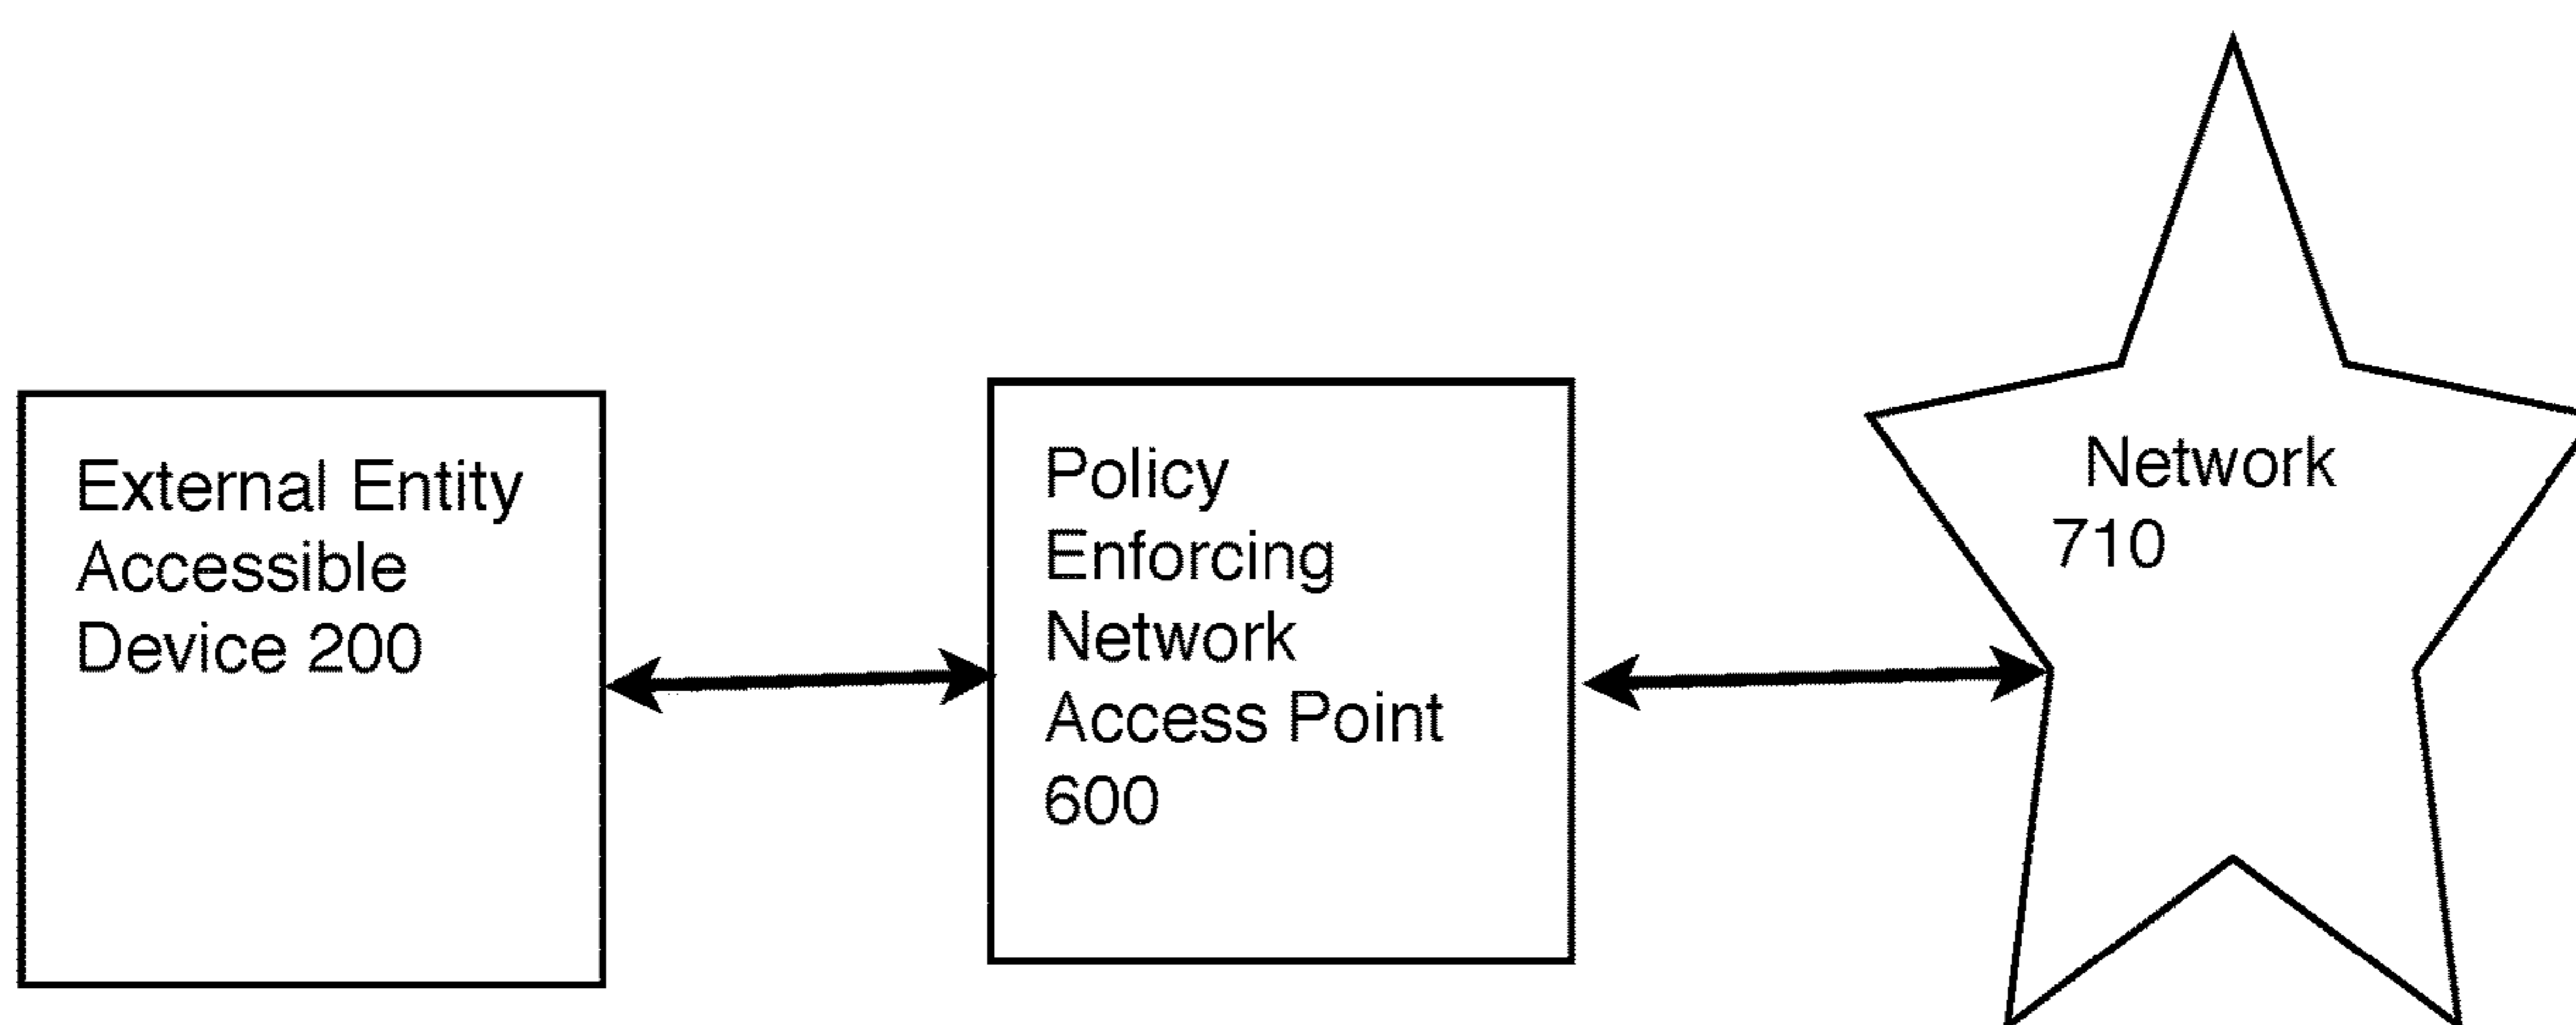 External Entity
Accessible
Device 200
Policy
Enforcing
Network
Access Point
600
Network
710